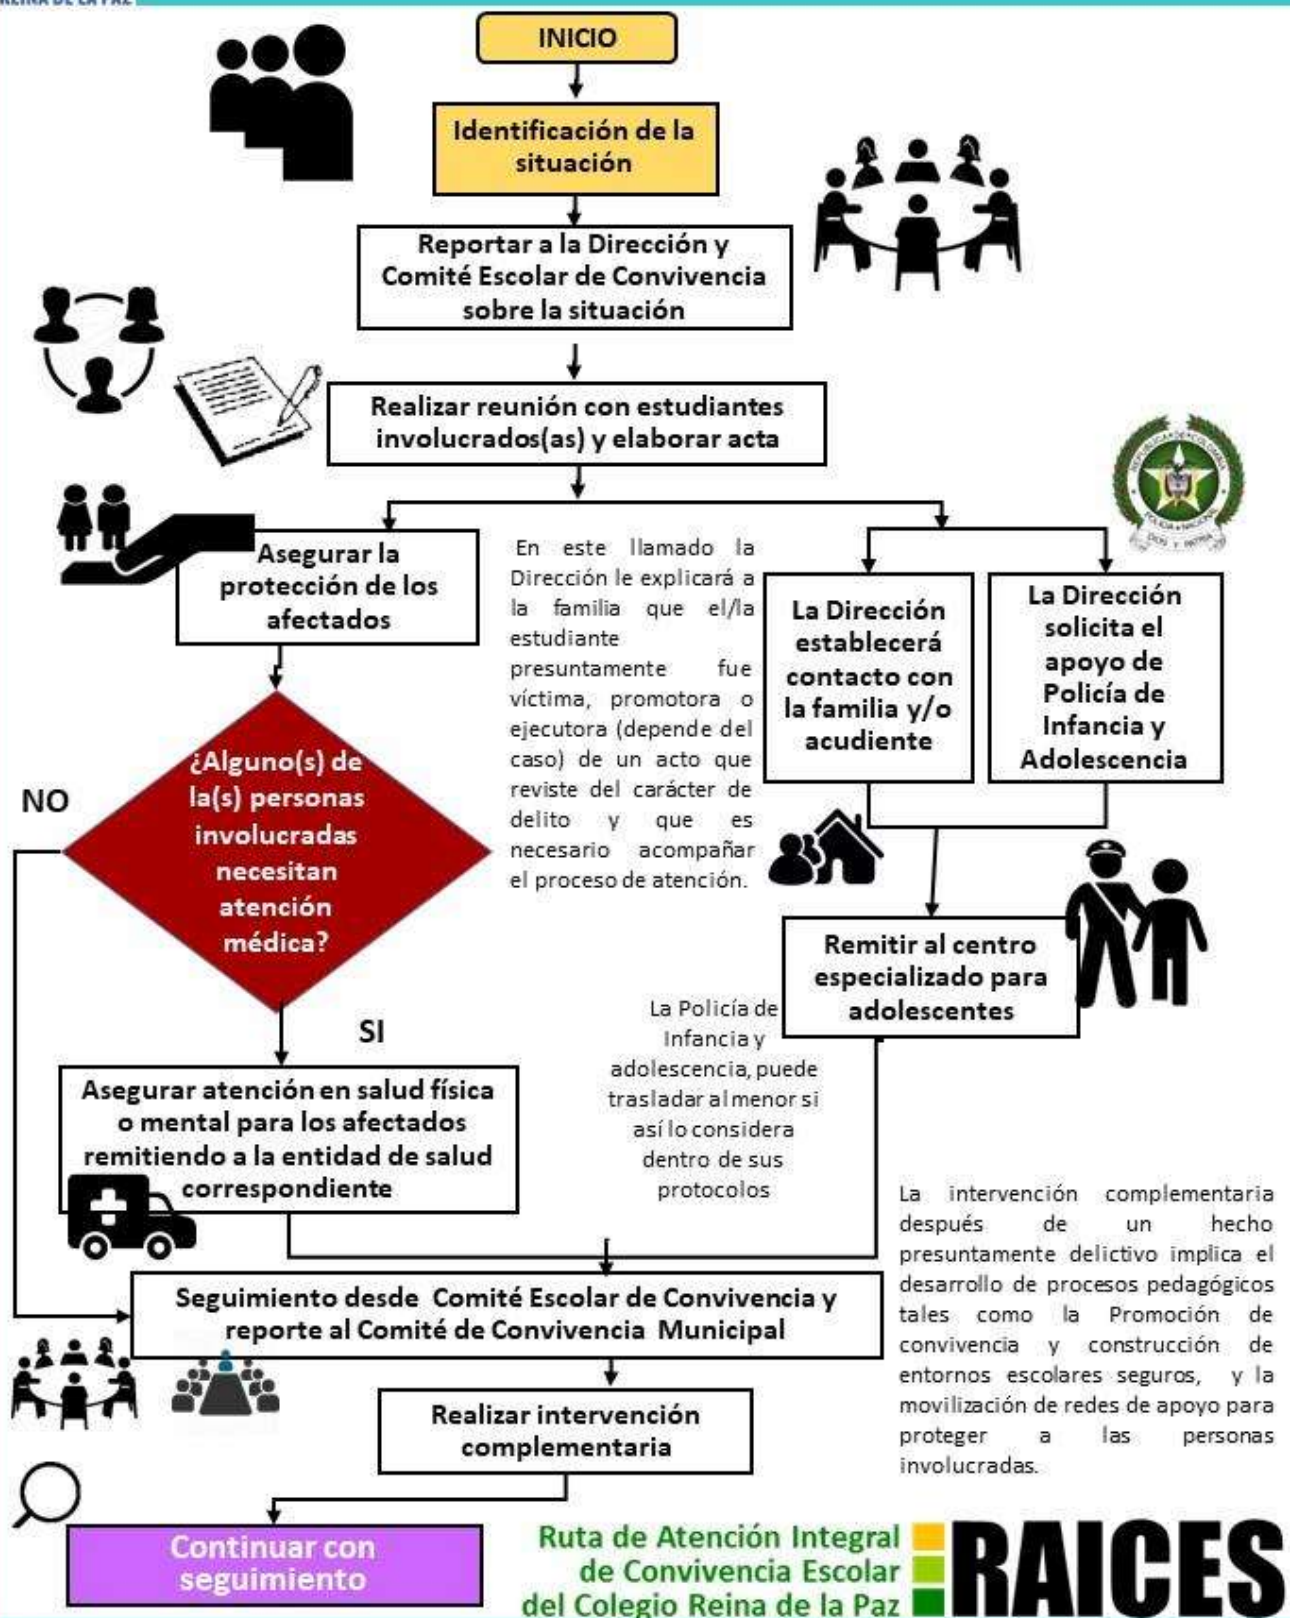 REINA DE LA PAZ
INICIO
Identificación de la
situación
Reportar a la Dirección y
Comité Escolar de Convivencia
sobre la situación
Realizar reunión con estudiantes
involucrados(as) y elaborar acta
Asegurar la
protección de los
afectados
En este llamado la
Dirección le explicará a
la familia que el/la
estudiante
presuntamente fue
víctima, promotora o
ejecutora (depende del
caso) de un acto que
reviste del carácter de
delito y que es
necesario acompañar
el proceso de atención.
La Dirección
establecerá
contacto con
la familia y/o
acudiente
La Dirección
solicita el
apoyo de
Policía de
Infancia y
Adolescencia
¿Alguno(s) de
la(s) personas
involucradas
necesitan
atención
médica?
NO
SI
Remitir al centro
especializado para
adolescentes
La Policía de
Infancia y
adolescencia, puede
trasladar al menor si
así lo considera
dentro de sus
protocolos
Asegurar atención en salud física
o mental para los afectados
remitiendo a la entidad de salud
correspondiente
La intervención complementaria
después de un hecho
presuntamente delictivo implica el
desarrollo de procesos pedagógicos
tales como la Promoción de
convivencia y construcción de
entornos escolares seguros, y la
movilización de redes de apoyo para
proteger a las personas
involucradas.
Seguimiento desde Comité Escolar de Convivencia y
reporte al Comité de Convivencia Municipal
Realizar intervención
complementaria
Continuar con
seguimiento
Ruta de Atención Integral
de Convivencia Escolar
del Colegio Reina de la Paz
RAICES